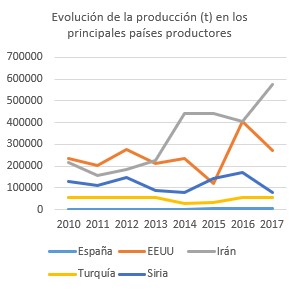 Evolución de la producción (t) en los
principales países productores
700000
600000
500000
400000
300000
200000
100000
0
2010 2011 2012 2013 2014 2015 2016 2017
España EEUU Irán
Turquía Siria